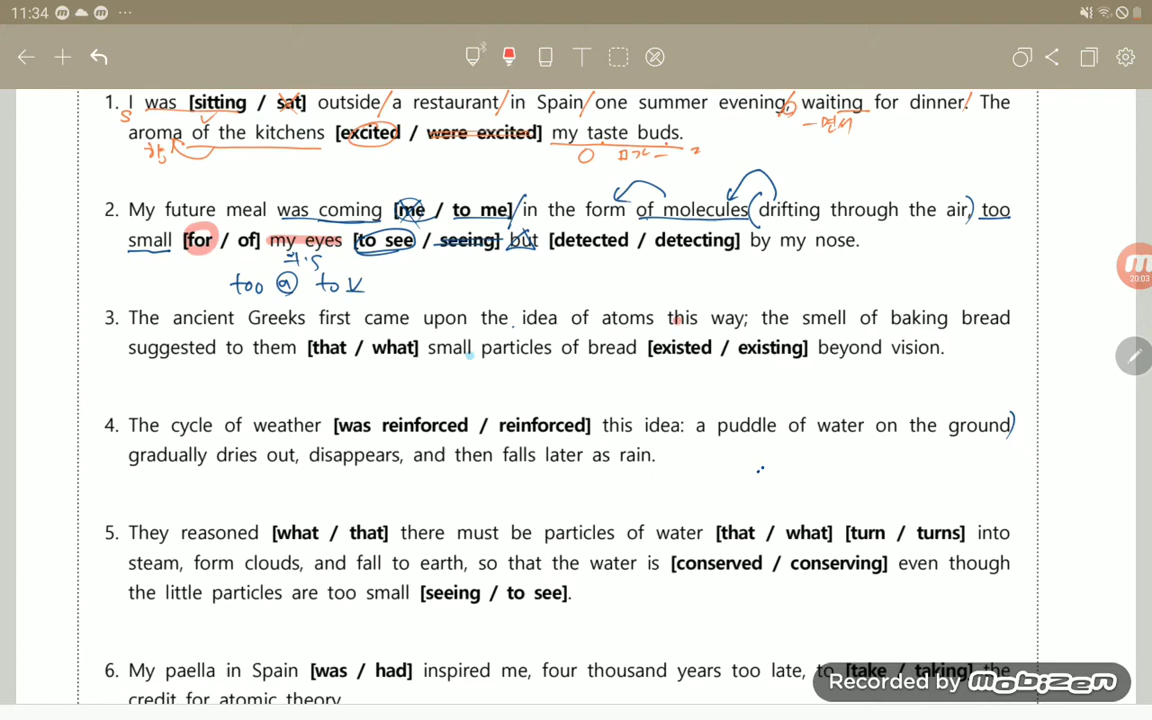 11:34
1. I was [sitting / sat] outside a restaurant in Spain one summer evening, waiting for dinner. The
S
-면서
aroma of the kitchens [excited / were excited] my taste buds.
향
O
2. My future meal was coming [me / to me] in the form of molecules drifting through the air, too
small [for / of] my eyes [to see / seeing] but [detected / detecting] by my nose.
의.S
too ⓐ to V
3. The ancient Greeks first came upon the idea of atoms this way; the smell of baking bread
suggested to them [that / what] small particles of bread [existed / existing] beyond vision.
4. The cycle of weather [was reinforced / reinforced] this idea: a puddle of water on the ground
gradually dries out, disappears, and then falls later as rain.
5. They reasoned [what / that] there must be particles of water [that / what] [turn / turns] into
steam, form clouds, and fall to earth, so that the water is [conserved / conserving] even though
the little particles are too small [seeing / to see].
6. My paella in Spain [was / had] inspired me, four thousand years too late, to [take / taking] the
credit for atomic theory.
20:03
Recorded by mobizen